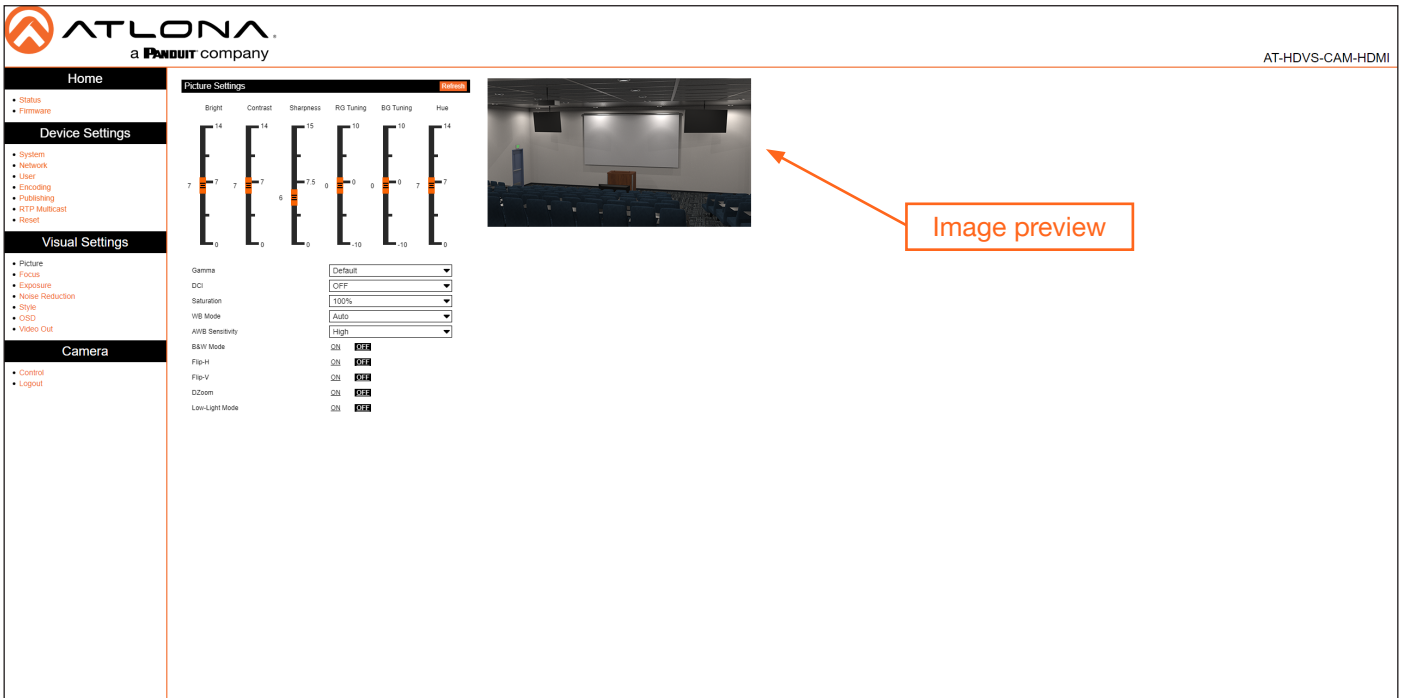 ATLONA.
a PANDUIT company
AT-HDVS-CAM-HDMI
Home
Status
Firmware
Device Settings
System
Network
User
Encoding
Publishing
RTP Multicast
Reset
Visual Settings
Picture
Focus
Exposure
Noise Reduction
Style
OSD
Video Out
Camera
Control
Logout
Picture Settings Refresh
Bright Contrast Sharpness RG Tuning BG Tuning Hue
14 14 15 10 10 14
7 7 7 7 7.5 0 0 0 0 7 7
6
0 0 0 -10 -10 0
Gamma Default
DCI OFF
Saturation 100%
WB Mode Auto
AWB Sensitivity High
B&W Mode ON OFF
Flip-H ON OFF
Flip-V ON OFF
DZoom ON OFF
Low-Light Mode ON OFF
Image preview